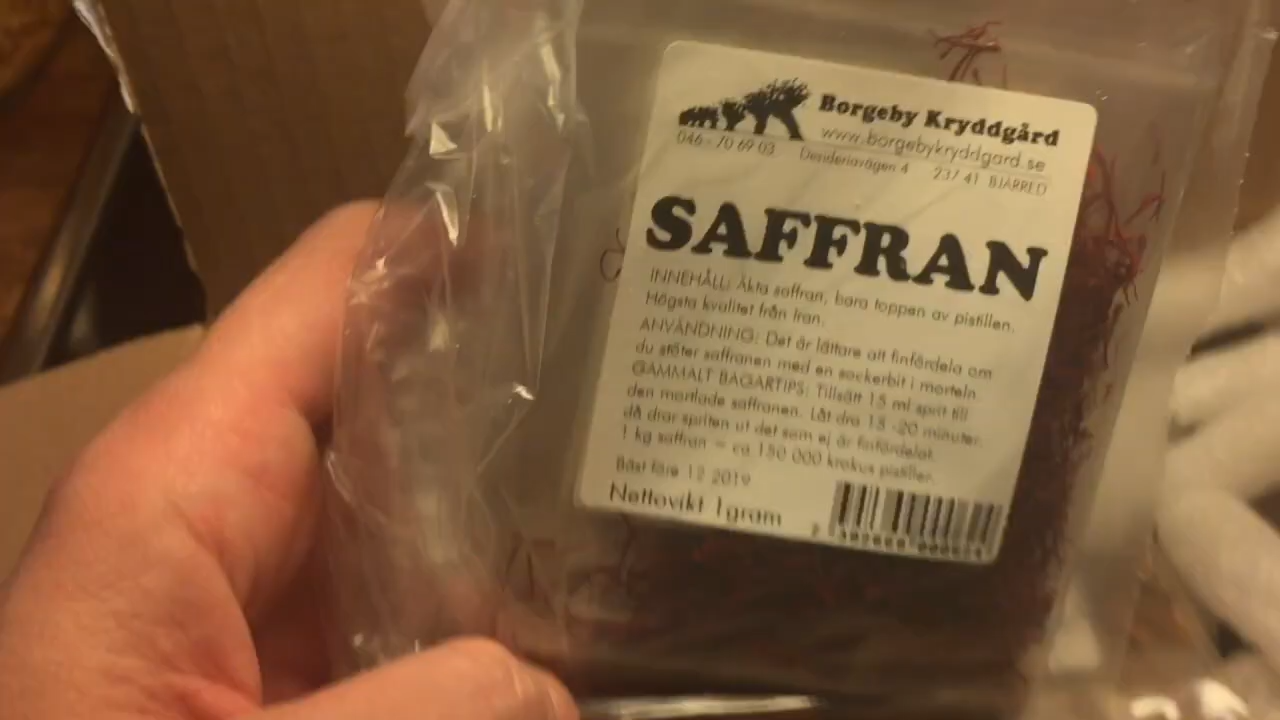 Borgeby Kryddgård
www.borgebykryddgard.se
046-70 69 03 4 237 41 BJÄRRED
SAFFRAN
INNEHÅLL: Äkta saffran, bara toppen av pistillen.
Högsta kvalitet från Iran.
ANVÄNDNING: Det är lättare att finfördela om
du stöter saffranen med en sockerbit i morteln.
GAMMALT BAGARTIPS: Tillsätt 15 ml sprit till
den mortlade saffranen. Låt dra 15 -20 minuter.
då drar spriten ut det som ej är finfördelat.
1 kg saffran = ca 150 000 krokus pistiller.
Bäst före 12 2019
Nettovikt 1gram